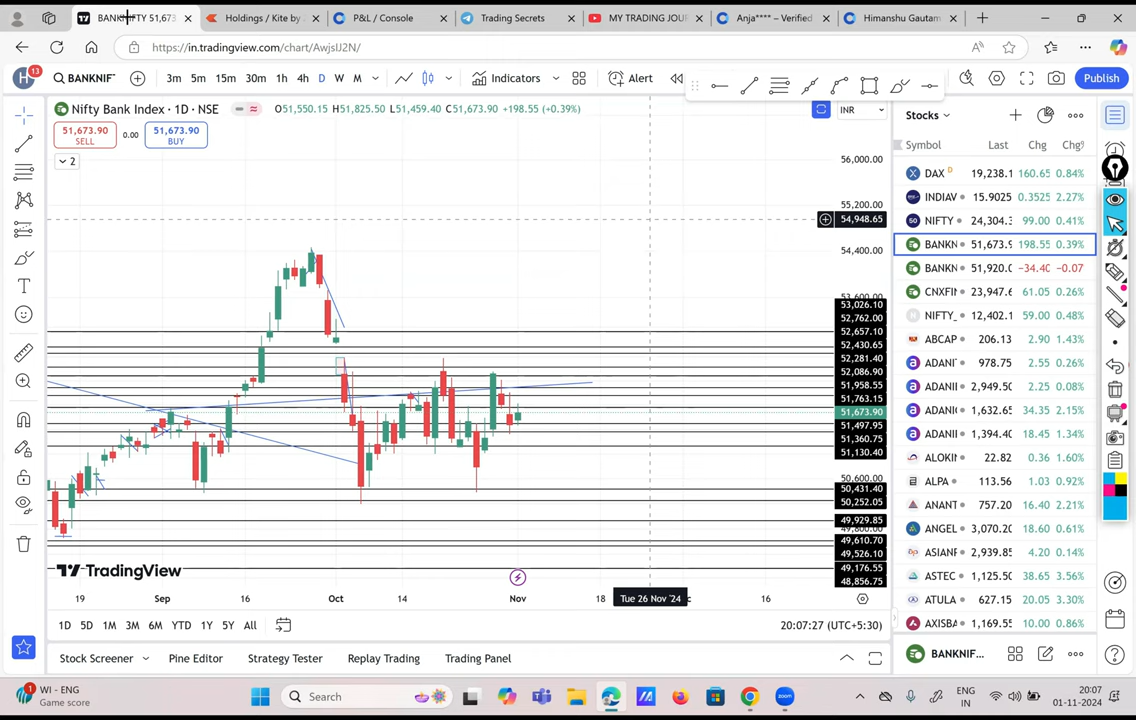 BANKNIFTY 51,673
Holdings / Kite by
P&L / Console
Trading Secrets
MY TRADING JOUR
Anja**** – Verified
Himanshu Gautam
https://in.tradingview.com/chart/AwjsIJ2N/
H
13
BANKNIF
3m 5m 15m 30m 1h 4h D W M
Indicators
Alert
Publish
Nifty Bank Index · 1D · NSE
O51,550.15 H51,825.50 L51,459.40 C51,673.90 +198.55 (+0.39%)
INR
51,673.90
SELL
0.00
51,673.90
BUY
2
56,000.00
55,200.00
54,948.65
54,400.00
53,600.00
53,026.10
52,762.00
52,657.10
52,430.65
52,281.40
52,086.90
51,958.55
51,763.15
51,673.90
51,497.95
51,360.75
51,130.40
50,600.00
50,431.40
50,252.05
49,929.85
49,610.70
49,526.10
49,176.55
48,856.75
TradingView
19 Sep 16 Oct 14 Nov 18 Tue 26 Nov '24 16
1D 5D 1M 3M 6M YTD 1Y 5Y All
20:07:27 (UTC+5:30)
Stock Screener
Pine Editor
Strategy Tester
Replay Trading
Trading Panel
Stocks
Symbol Last Chg Chg%
DAX D 19,238.1 160.65 0.84%
INDIAV 15.9025 0.3525 2.27%
50 NIFTY 24,304.3 99.00 0.41%
BANKN 51,673.9 198.55 0.39%
BANKN 51,920.0 −34.40 −0.07
CNXFIN 23,947.6 61.05 0.26%
NIFTY_ 12,402.1 59.00 0.48%
ABCAP 206.13 2.90 1.43%
ADANI 978.75 2.55 0.26%
ADANI 2,949.50 2.25 0.08%
ADANI 1,632.65 34.35 2.15%
ADANI 1,394.40 18.45 1.34%
ALOKIN 22.82 0.36 1.60%
ALPA 113.56 1.03 0.92%
ANANT 757.20 16.40 2.21%
ANGEL 3,070.20 18.60 0.61%
ASIANP 2,939.85 4.20 0.14%
ASTEC 1,125.50 38.65 3.56%
ATULA 627.15 20.05 3.30%
AXISBA 1,169.55 10.00 0.86%
BANKNIF...
WI - ENG
Game score
1
Search
zoom
ENG
IN
20:07
01-11-2024